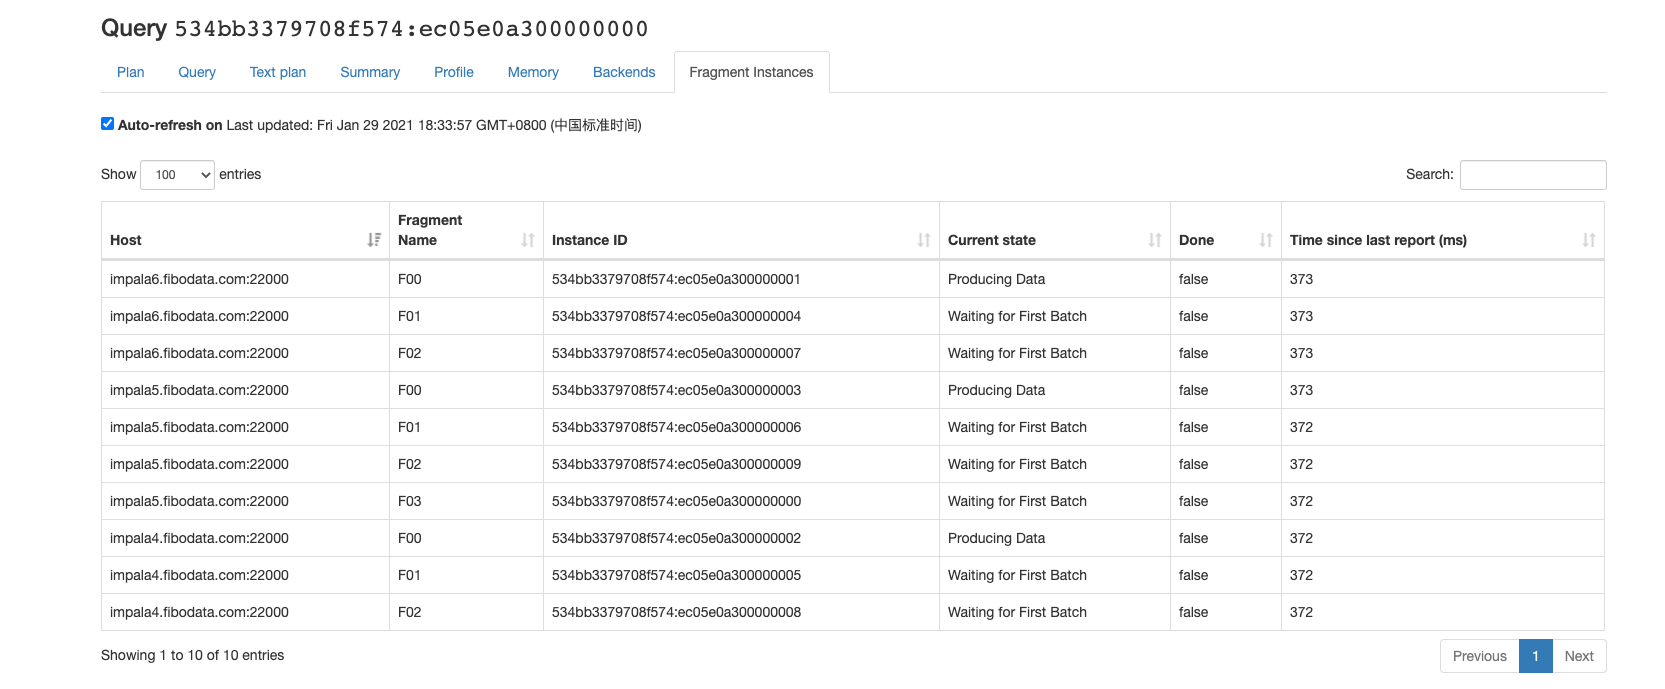 Query 534bb3379708f574:ec05e0a300000000
Plan Query Text plan Summary Profile Memory Backends Fragment Instances
Auto-refresh on Last updated: Fri Jan 29 2021 18:33:57 GMT+0800 (中国标准时间)
Show 100 entries Search:
Host Fragment Name Instance ID Current state Done Time since last report (ms)
impala6.fibodata.com:22000 F00 534bb3379708f574:ec05e0a300000001 Producing Data false 373
impala6.fibodata.com:22000 F01 534bb3379708f574:ec05e0a300000004 Waiting for First Batch false 373
impala6.fibodata.com:22000 F02 534bb3379708f574:ec05e0a300000007 Waiting for First Batch false 373
impala5.fibodata.com:22000 F00 534bb3379708f574:ec05e0a300000003 Producing Data false 373
impala5.fibodata.com:22000 F01 534bb3379708f574:ec05e0a300000006 Waiting for First Batch false 372
impala5.fibodata.com:22000 F02 534bb3379708f574:ec05e0a300000009 Waiting for First Batch false 372
impala5.fibodata.com:22000 F03 534bb3379708f574:ec05e0a300000000 Waiting for First Batch false 372
impala4.fibodata.com:22000 F00 534bb3379708f574:ec05e0a300000002 Producing Data false 372
impala4.fibodata.com:22000 F01 534bb3379708f574:ec05e0a300000005 Waiting for First Batch false 372
impala4.fibodata.com:22000 F02 534bb3379708f574:ec05e0a300000008 Waiting for First Batch false 372
Showing 1 to 10 of 10 entries Previous 1 Next